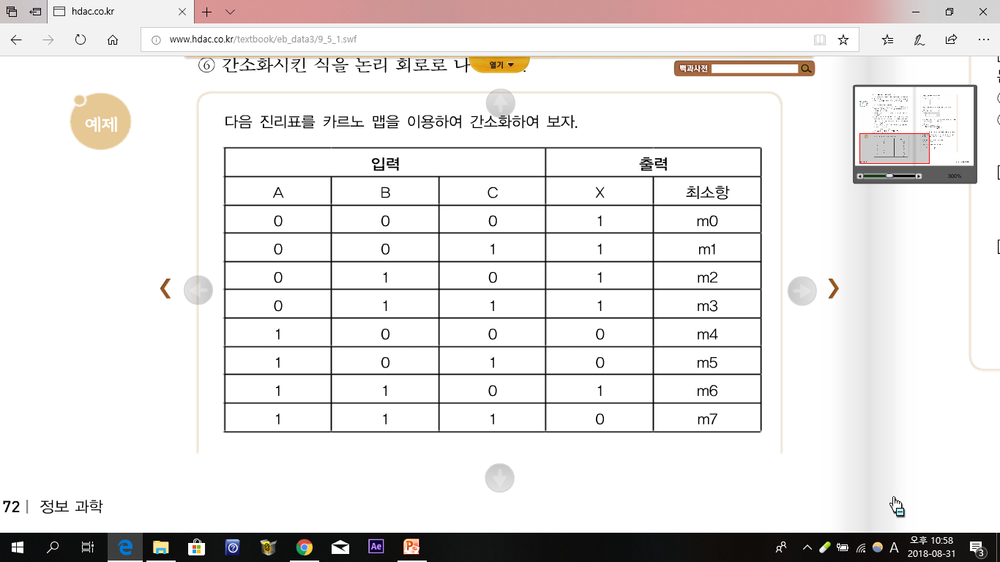 hdac.co.kr
www.hdac.co.kr/textbook/eb_data3/9_5_1.swf
⑥ 간소화시킨 식을 논리 회로로 나
열기
백과사전
예제
다음 진리표를 카르노 맵을 이용하여 간소화하여 보자.
입력 출력
A B C X 최소항
0 0 0 1 m0
0 0 1 1 m1
0 1 0 1 m2
0 1 1 1 m3
1 0 0 0 m4
1 0 1 0 m5
1 1 0 1 m6
1 1 1 0 m7
300%
72 | 정보 과학
Ae
A
오후 10:58
2018-08-31
3